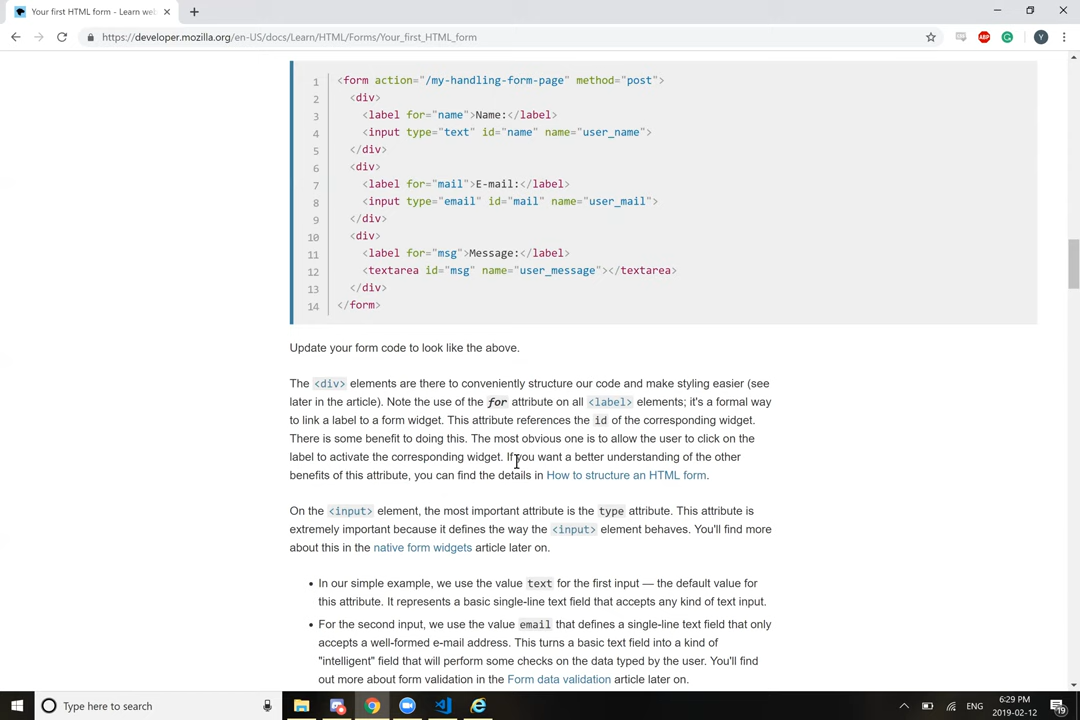 Your first HTML form - Learn we
https://developer.mozilla.org/en-US/docs/Learn/HTML/Forms/Your_first_HTML_form
ABP
Y
1 <form action="/my-handling-form-page" method="post">
2 <div>
3 <label for="name">Name:</label>
4 <input type="text" id="name" name="user_name">
5 </div>
6 <div>
7 <label for="mail">E-mail:</label>
8 <input type="email" id="mail" name="user_mail">
9 </div>
10 <div>
11 <label for="msg">Message:</label>
12 <textarea id="msg" name="user_message"></textarea>
13 </div>
14 </form>
Update your form code to look like the above.
The <div> elements are there to conveniently structure our code and make styling easier (see
later in the article). Note the use of the for attribute on all <label> elements; it's a formal way
to link a label to a form widget. This attribute references the id of the corresponding widget.
There is some benefit to doing this. The most obvious one is to allow the user to click on the
label to activate the corresponding widget. If you want a better understanding of the other
benefits of this attribute, you can find the details in How to structure an HTML form.
On the <input> element, the most important attribute is the type attribute. This attribute is
extremely important because it defines the way the <input> element behaves. You'll find more
about this in the native form widgets article later on.
• In our simple example, we use the value text for the first input — the default value for
this attribute. It represents a basic single-line text field that accepts any kind of text input.
• For the second input, we use the value email that defines a single-line text field that only
accepts a well-formed e-mail address. This turns a basic text field into a kind of
"intelligent" field that will perform some checks on the data typed by the user. You'll find
out more about form validation in the Form data validation article later on.
Type here to search
ENG
6:29 PM
2019-02-12
19